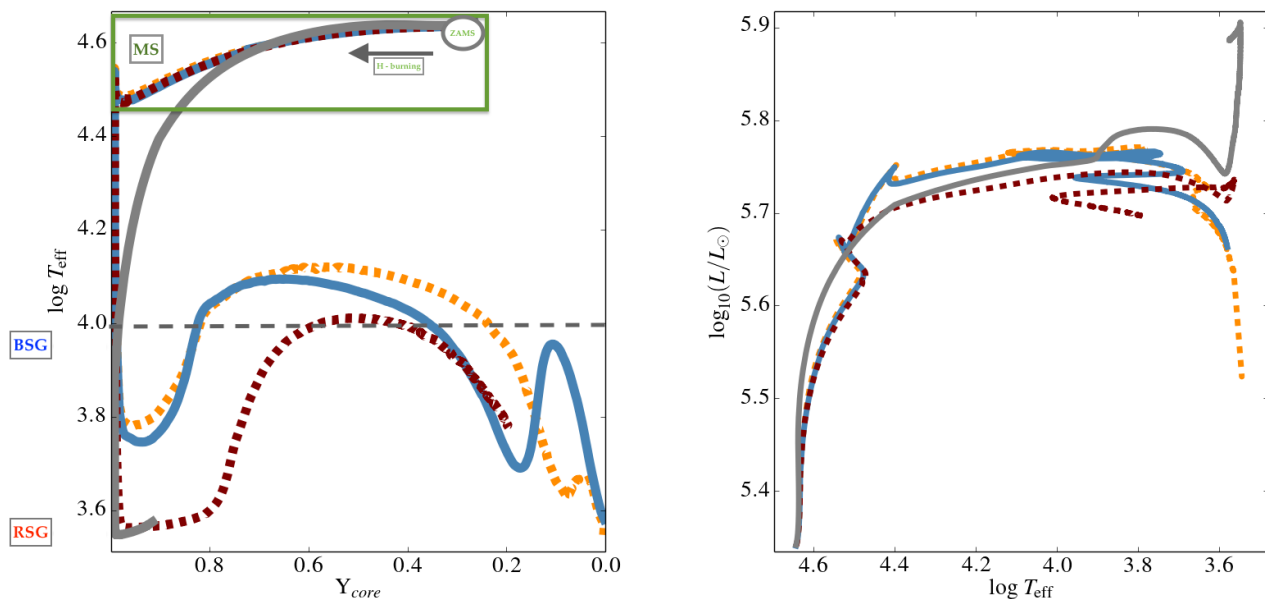 4.6
4.4
4.2
4.0
3.8
3.6
log T_eff
MS
ZAMS
H - burning
BSG
RSG
0.8
0.6
0.4
0.2
0.0
Y_core
5.9
5.8
5.7
5.6
5.5
5.4
log₁₀(L/L⊙)
4.6
4.4
4.2
4.0
3.8
3.6
log T_eff